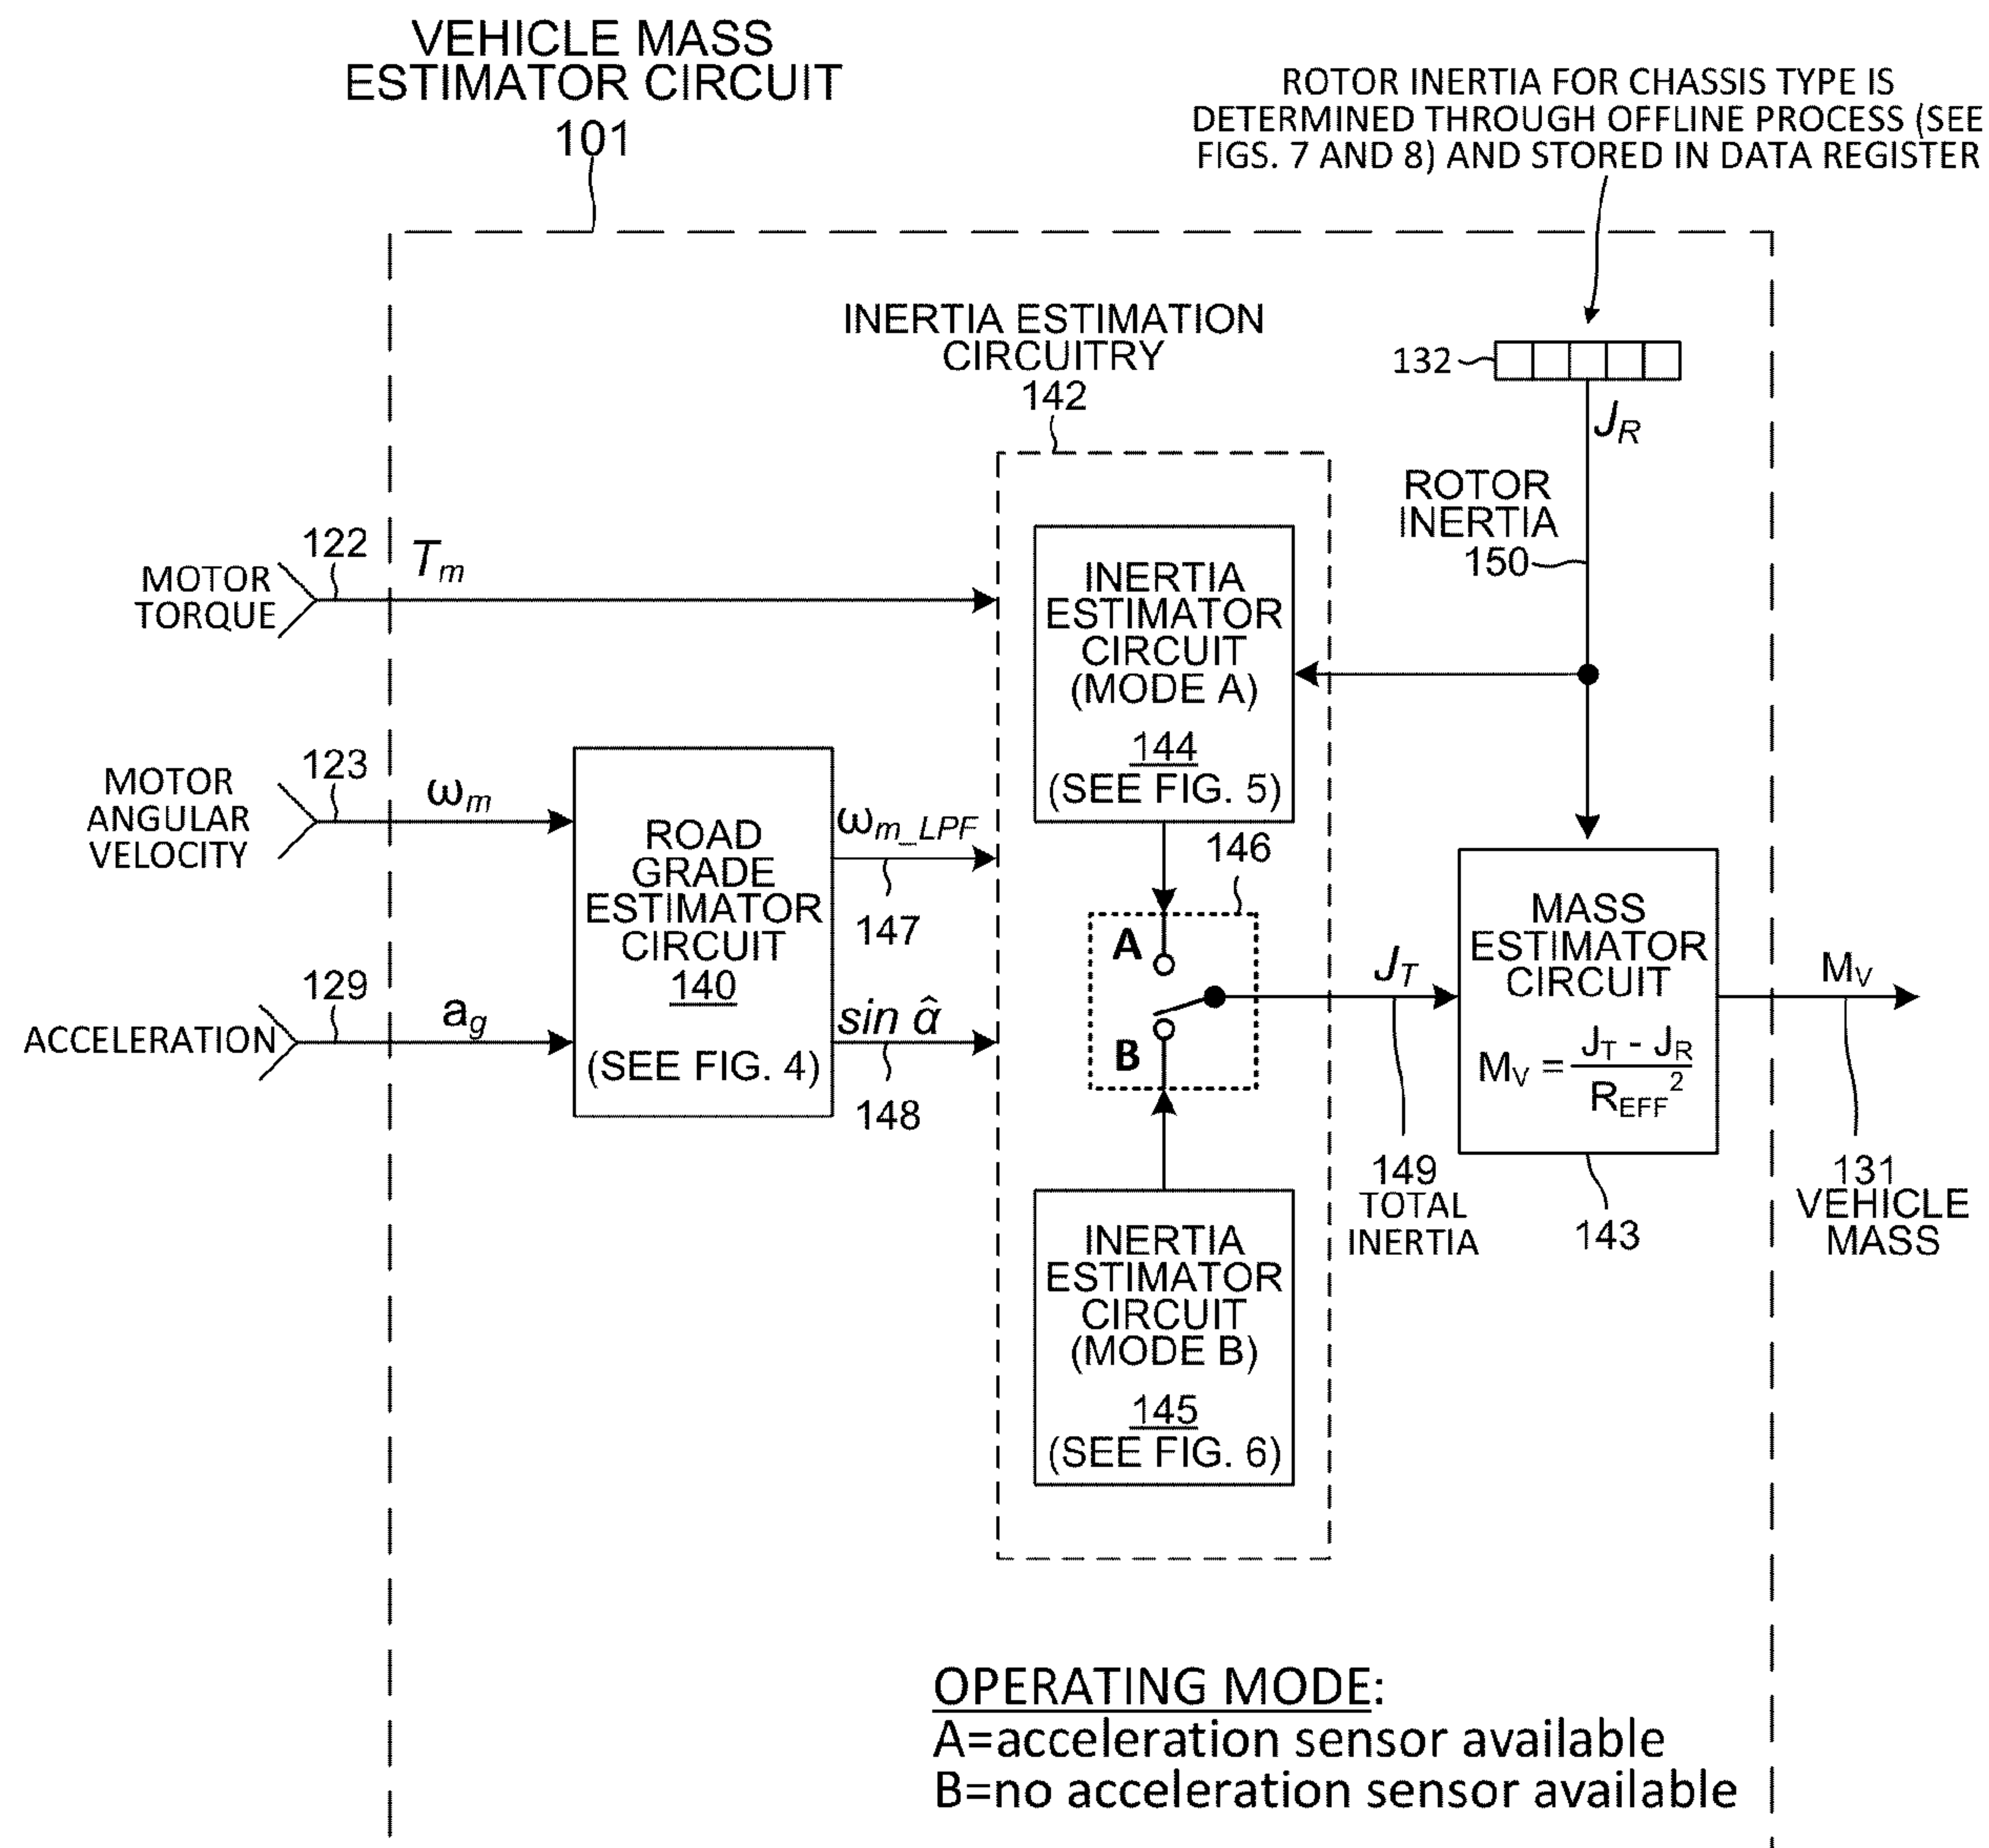 VEHICLE MASS
ESTIMATOR CIRCUIT
101
ROTOR INERTIA FOR CHASSIS TYPE IS
DETERMINED THROUGH OFFLINE PROCESS (SEE
FIGS. 7 AND 8) AND STORED IN DATA REGISTER
INERTIA ESTIMATION
CIRCUITRY
142
132
J_R
ROTOR
INERTIA
150
MOTOR
TORQUE
122
T_m
INERTIA
ESTIMATOR
CIRCUIT
(MODE A)
144
(SEE FIG. 5)
MOTOR
ANGULAR
VELOCITY
123
ω_m
ROAD
GRADE
ESTIMATOR
CIRCUIT
140
(SEE FIG. 4)
ω_m_LPF
147
ACCELERATION
129
a_g
sin α̂
148
146
A
B
J_T
149
TOTAL
INERTIA
MASS
ESTIMATOR
CIRCUIT
M_V = (J_T - J_R) / R_EFF²
143
M_V
131
VEHICLE
MASS
INERTIA
ESTIMATOR
CIRCUIT
(MODE B)
145
(SEE FIG. 6)
OPERATING MODE:
A=acceleration sensor available
B=no acceleration sensor available